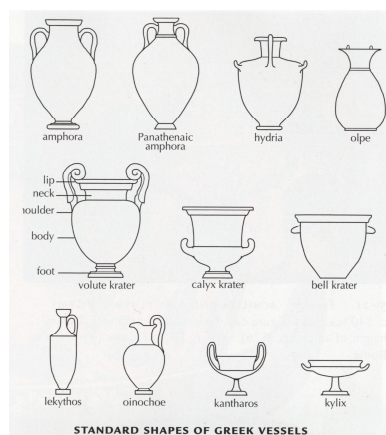 amphora
Panathenaic
amphora
hydria
olpe
lip
neck
houlder
body
foot
volute krater
calyx krater
bell krater
lekythos
oinochoe
kantharos
kylix
STANDARD SHAPES OF GREEK VESSELS